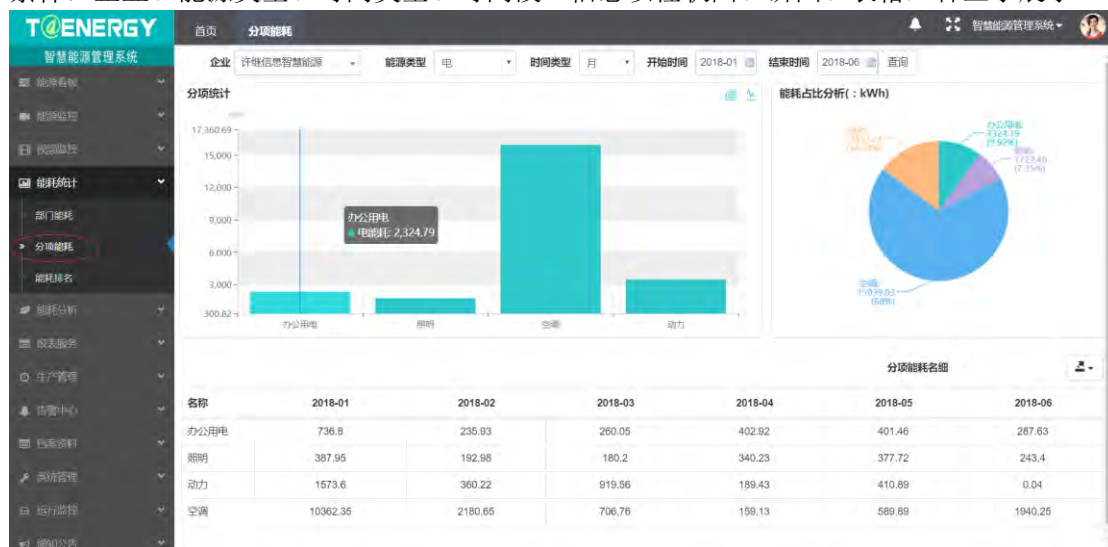 T@ENERGY
智慧能源管理系统
首页 分项能耗
智慧能源管理系统
企业 许继信息智慧能源 能源类型 电 时间类型 月 开始时间 2018-01 结束时间 2018-06 查询
能源看板
能源监控
视频监控
能耗统计
部门能耗
分项能耗
能耗排名
能耗分析
仪表服务
生产管理
告警中心
档案资料
系统管理
运行监控
通知公告
分项统计
17,360.69
15,000
12,000
9,000
6,000
3,000
300.82
办公用电
电能耗: 2,324.79
办公用电 照明 空调 动力
能耗占比分析( : kWh)
办公用电:
2324.79
(9.92%)
(7.35%)
空调:
15939.03
(68%)
分项能耗名细
名称 2018-01 2018-02 2018-03 2018-04 2018-05 2018-06
办公用电 736.8 235.93 260.05 402.92 401.46 287.63
照明 387.95 192.98 180.2 340.23 377.72 243.4
动力 1573.6 360.22 919.56 189.43 410.89 0.04
空调 10362.35 2180.65 706.76 159.13 589.89 1940.25